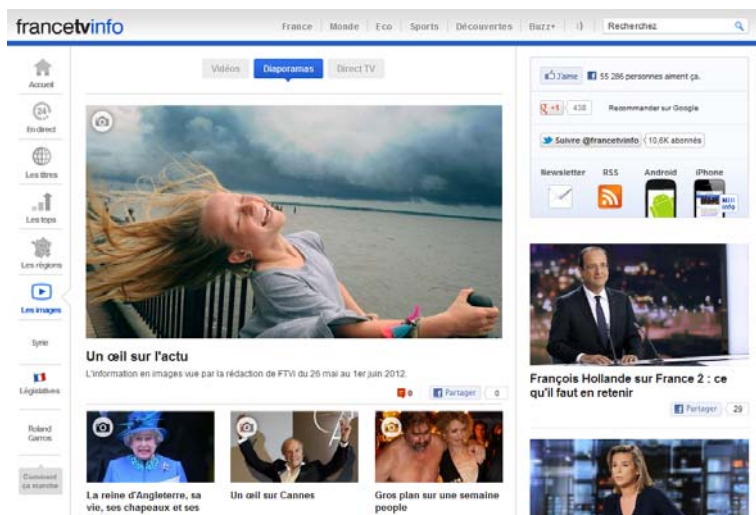 francetvinfo
France
Monde
Eco
Sports
Découvertes
Buzz+
:)
Recherchez
Accueil
24
En direct
Les titres
Les tops
Les régions
Les images
Syrie
Législatives
Roland
Garros
Comment
ça marche
Vidéos
Diaporamas
Direct TV
Un œil sur l'actu
L'information en images vue par la rédaction de FTVi du 26 mai au 1er juin 2012.
0
Partager
0
La reine d'Angleterre, sa
vie, ses chapeaux et ses
Un œil sur Cannes
Gros plan sur une semaine
people
J'aime
55 286 personnes aiment ça.
+1
438
Recommander sur Google
Suivre @francetvinfo
10,6K abonnés
Newsletter
RSS
Android
iPhone
François Hollande sur France 2 : ce
qu'il faut en retenir
Partager
29